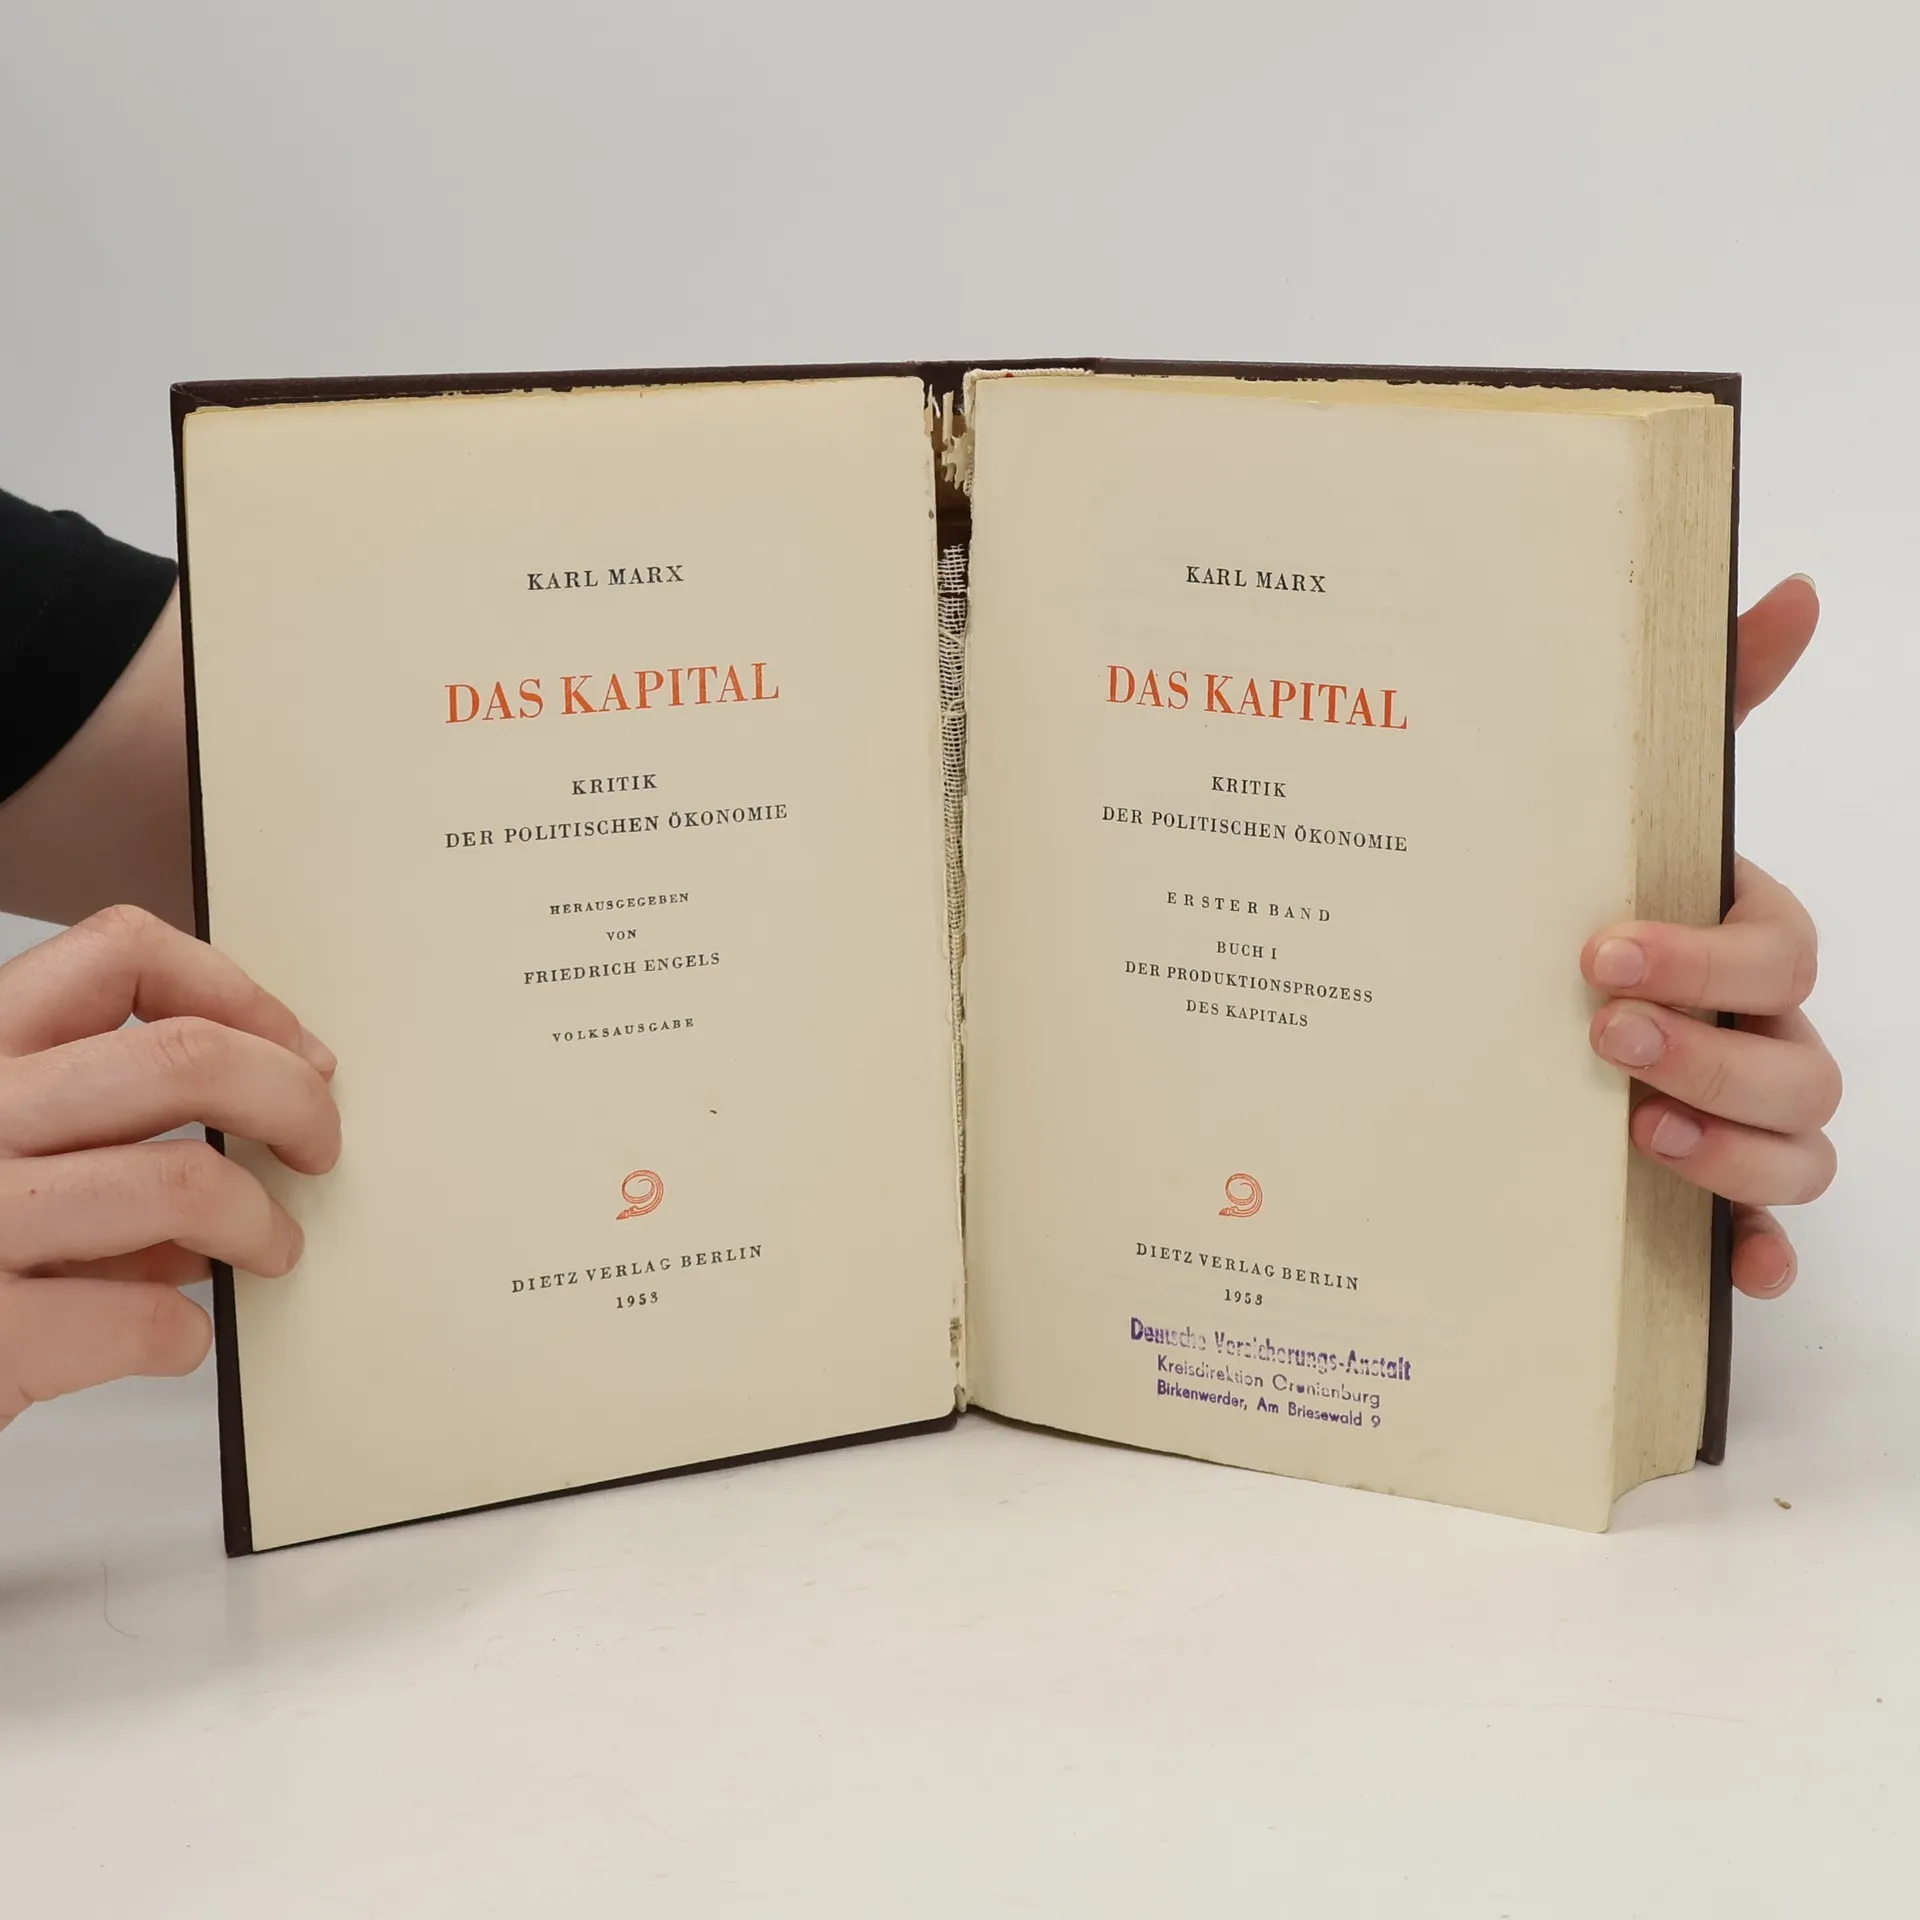 KARL MARX
DAS KAPITAL
KRITIK
DER POLITISCHEN ÖKONOMIE
HERAUSGEGEBEN
VON
FRIEDRICH ENGELS
VOLKSAUSGABE
DIETZ VERLAG BERLIN
1953
KARL MARX
DAS KAPITAL
KRITIK
DER POLITISCHEN ÖKONOMIE
ERSTER BAND
BUCH I
DER PRODUKTIONSPROZESS
DES KAPITALS
DIETZ VERLAG BERLIN
1953
Deutsche Versicherungs-Anstalt
Kreisdirektion Oranienburg
Birkenwerder, Am Briesewald 9